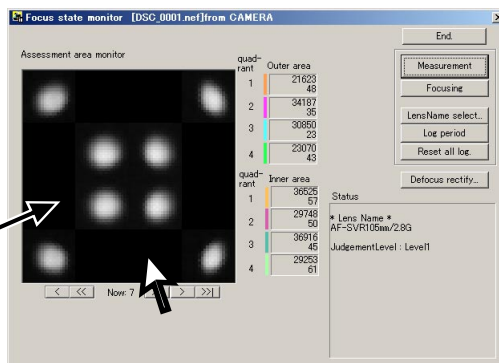 Focus state monitor [DSC_0001.nef]from CAMERA
End.
Assessment area monitor
quad-
rant
Outer area
1
21623
48
2
34187
35
3
30850
23
4
23070
43
quad-
rant
Inner area
1
36525
57
2
29748
50
3
36916
45
4
29253
61
< << Now: 7 > >>|
Measurement
Focusing
LensName select..
Log period
Reset all log.
Defocus rectify...
Status
* Lens Name *
AF-SVR105mm/2.8G
JudgementLevel : Level1